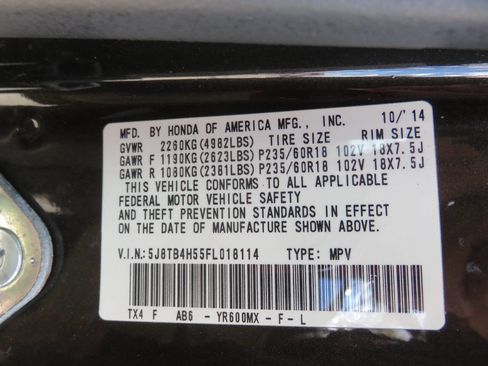 MFD. BY HONDA OF AMERICA MFG., INC. 10/'14
GVWR 2260KG(4982LBS) TIRE SIZE RIM SIZE
GAWR F 1190KG(2623LBS) P235/60R18 102V 18X7.5J
GAWR R 1080KG(2381LBS) P235/60R18 102V 18X7.5J
THIS VEHICLE CONFORMS TO ALL APPLICABLE
FEDERAL MOTOR VEHICLE SAFETY
AND THEFT PREVENTION STANDARDS IN EFFECT
ON THE DATE OF MANUFACTURE SHOWN ABOVE.
V.I.N:5J8TB4H55FL018114 TYPE: MPV
TX4 F AB6 - YR600MX - F - L